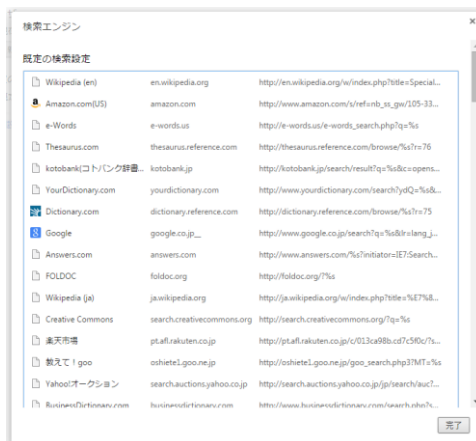 検索エンジン
×
既定の検索設定
Wikipedia (en) en.wikipedia.org http://en.wikipedia.org/w/index.php?title=Special...
Amazon.com(US) amazon.com http://www.amazon.com/s/ref=nb_ss_gw/105-33...
e-Words e-words.us http://e-words.us/e-words_search.php?q=%s
Thesaurus.com thesaurus.reference.com http://thesaurus.reference.com/browse/%s?r=76
kotobank(コトバンク辞書... kotobank.jp http://kotobank.jp/search/result?q=%s&c=opens...
YourDictionary.com yourdictionary.com http://www.yourdictionary.com/search?ydQ=%s&...
Dictionary.com dictionary.reference.com http://dictionary.reference.com/browse/%s?r=75
Google google.co.jp__ http://www.google.co.jp/search?q=%s&lr=lang_j...
Answers.com answers.com http://www.answers.com/%s?initiator=IE7:Search...
FOLDOC foldoc.org http://foldoc.org/?%s
Wikipedia (ja) ja.wikipedia.org http://ja.wikipedia.org/w/index.php?title=%E7%8...
Creative Commons search.creativecommons.org http://search.creativecommons.org/?q=%s
楽天市場 pt.afl.rakuten.co.jp http://pt.afl.rakuten.co.jp/c/013ca98b.cd7c5f0c/?s...
教えて！goo oshiete1.goo.ne.jp http://oshiete1.goo.ne.jp/goo_search.php3?MT=%s
Yahoo!オークション search.auctions.yahoo.co.jp http://search.auctions.yahoo.co.jp/jp/search/auc?...
BusinessDictionary.com businessdictionary.com http://www.businessdictionary.com/search.php?s...
完了